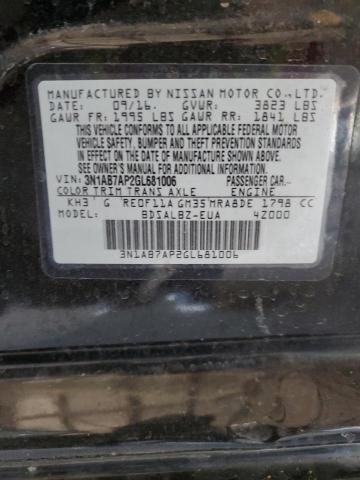 MANUFACTURED BY NISSAN MOTOR CO.,LTD.
DATE: 09/16. GVWR: 3823 LBS
GAWR FR: 1995 LBS GAWR RR: 1841 LBS
THIS VEHICLE CONFORMS TO ALL APPLICABLE FEDERAL MOTOR
VEHICLE SAFETY, BUMPER AND THEFT PREVENTION STANDARDS
IN EFFECT ON THE DATE OF MANUFACTURE SHOWN ABOVE.
SEE OWNER'S MANUAL FOR ADDITIONAL INFORMATION.
VIN: 3N1AB7AP2GL681006 PASSENGER CAR
COLOR TRIM TRANS AXLE ENGINE
KH3 G RE0F11A GM35 MRA8DE 1798 CC
MODEL: BDSALBZ-EUA 4Z000
3N1AB7AP2GL681006